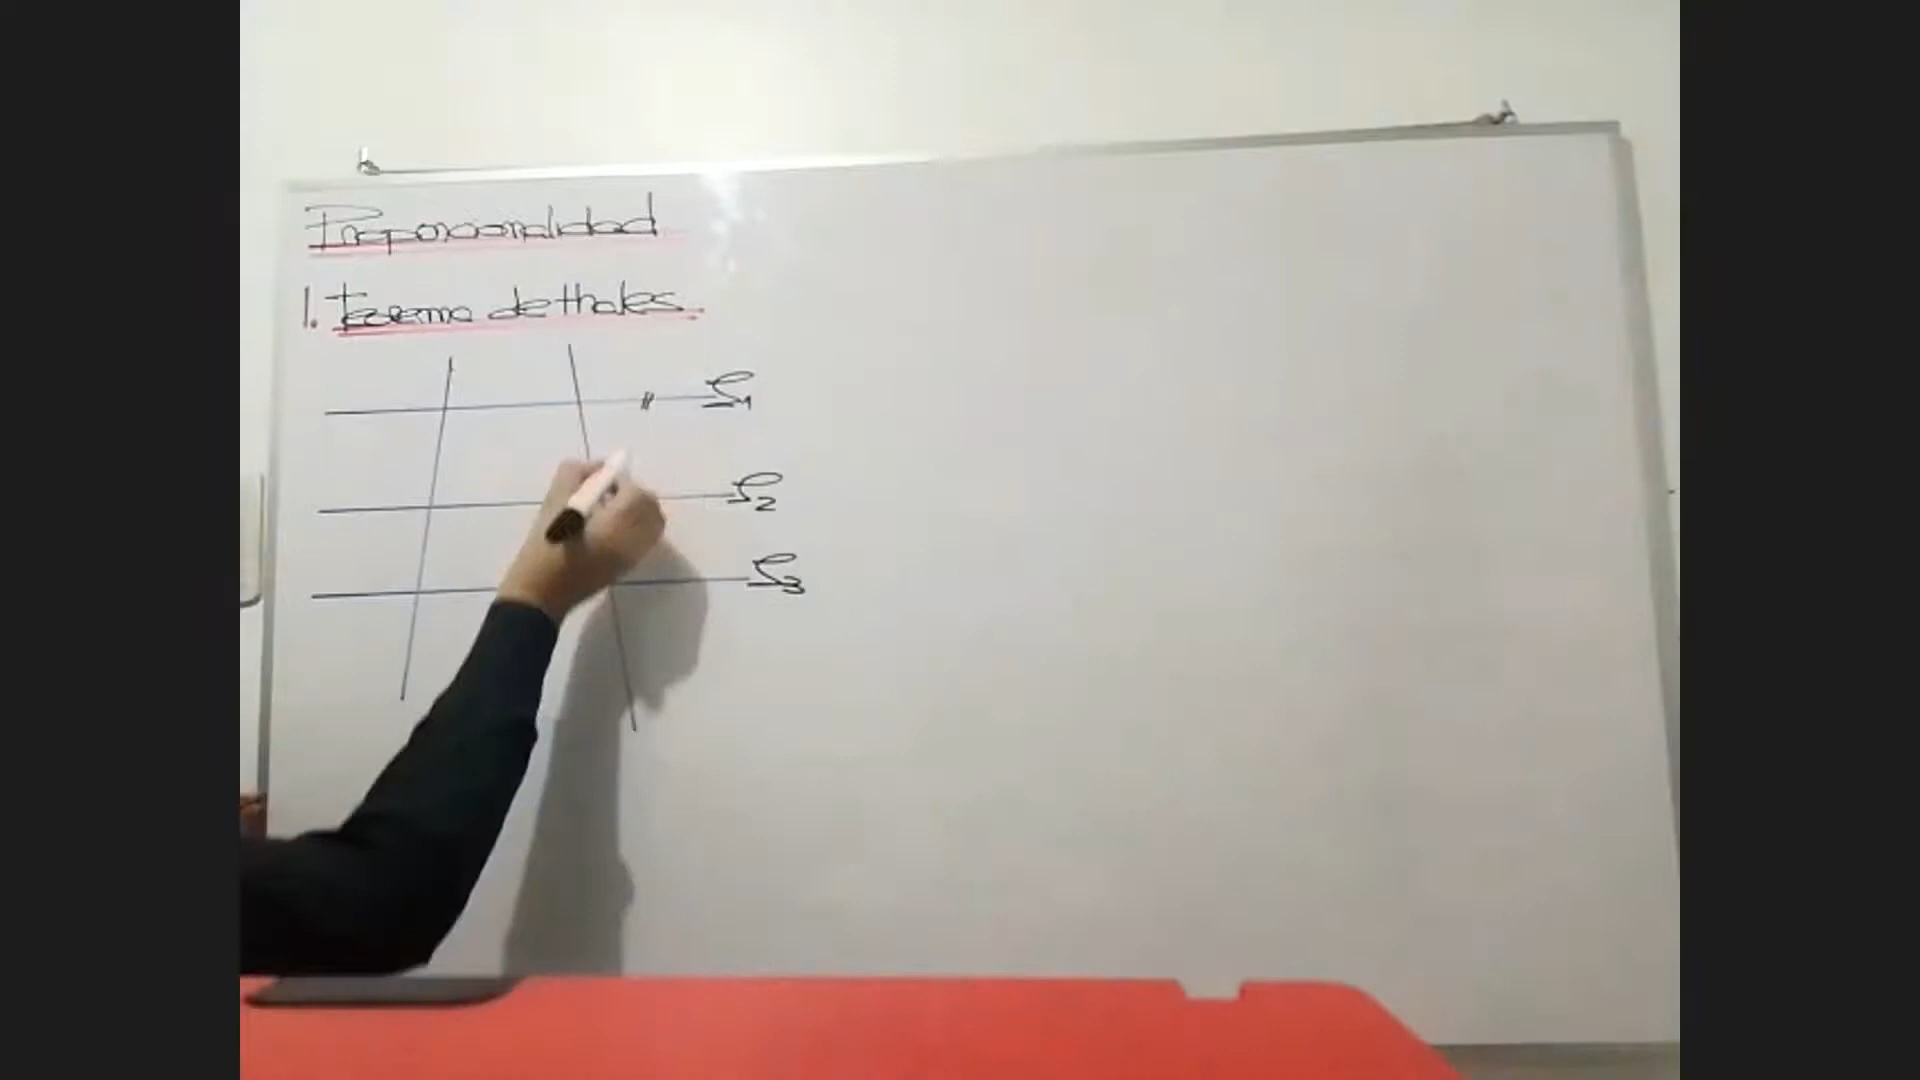 Proporcionalidad
1. teorema de thales.
//
L1
L2
L3